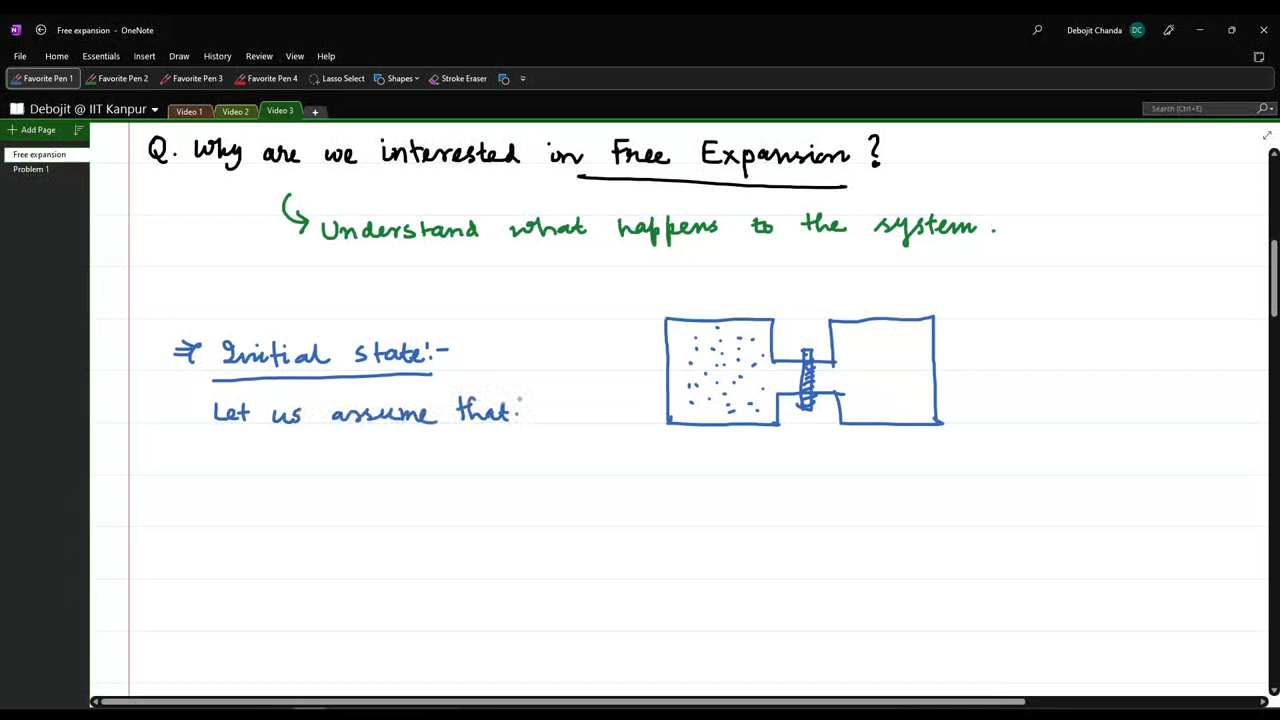 Free expansion - OneNote
Debojit Chanda DC
File Home Essentials Insert Draw History Review View Help
Favorite Pen 1 Favorite Pen 2 Favorite Pen 3 Favorite Pen 4 Lasso Select Shapes Stroke Eraser
Debojit @ IIT Kanpur Video 1 Video 2 Video 3 Search (Ctrl+E)
Add Page
Free expansion
Problem 1
Q. Why are we interested in Free Expansion ?
Understand what happens to the system.
⇒ Initial state:-
Let us assume that